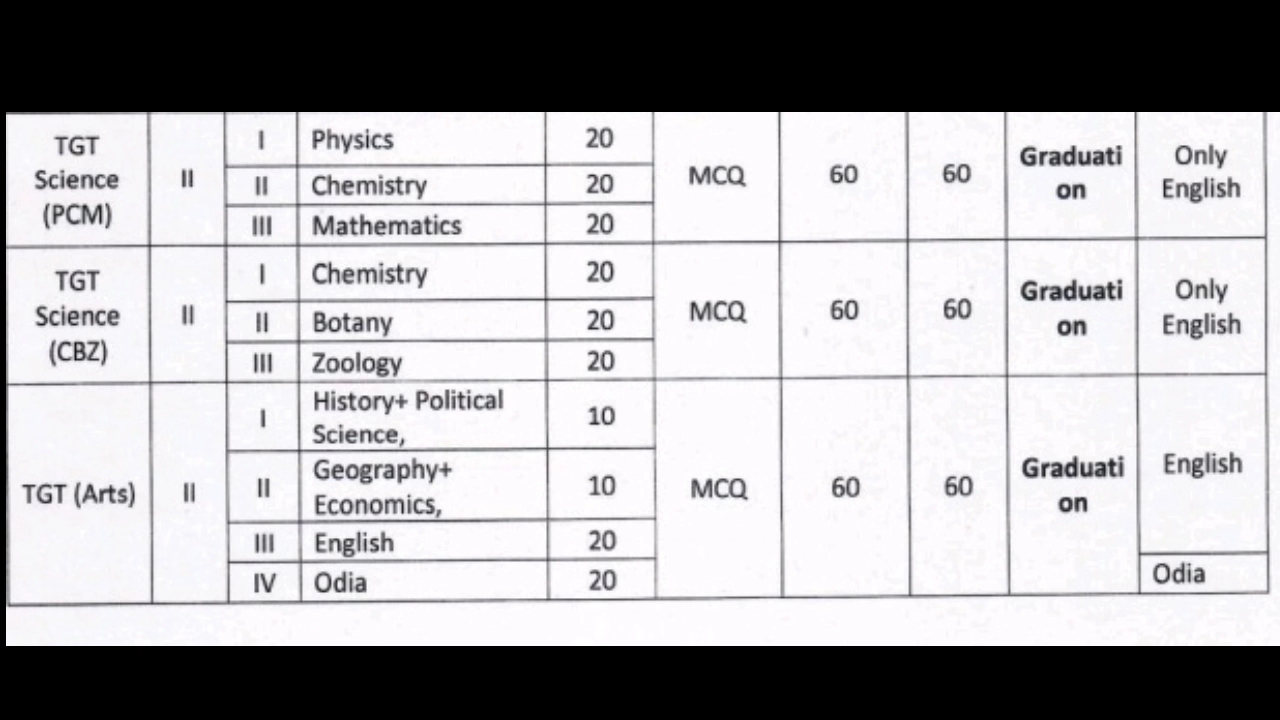 TGT
Science
(PCM)
II
I
Physics
20
II
Chemistry
20
III
Mathematics
20
MCQ
60
60
Graduati
on
Only
English
TGT
Science
(CBZ)
II
I
Chemistry
20
II
Botany
20
III
Zoology
20
MCQ
60
60
Graduati
on
Only
English
TGT (Arts)
II
I
History+ Political
Science,
10
II
Geography+
Economics,
10
III
English
20
IV
Odia
20
MCQ
60
60
Graduati
on
English
Odia